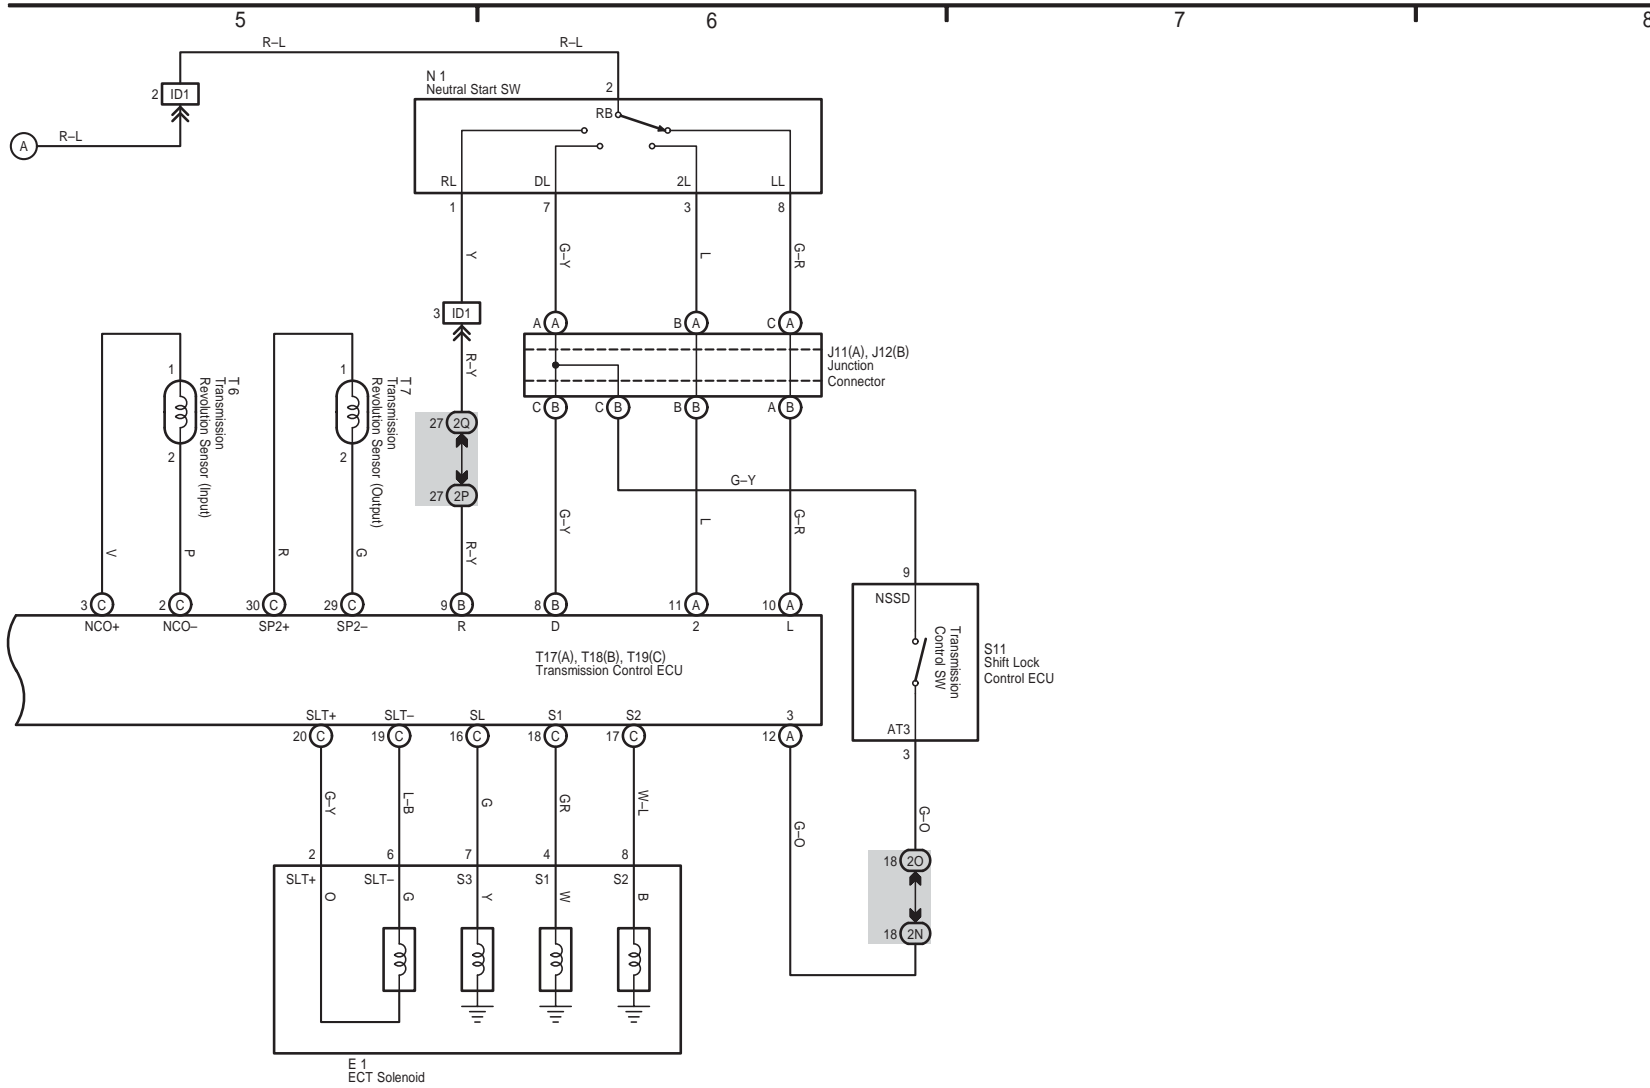 5
6
7
8
R–L
R–L
2
ID1
A
R–L
N 1
Neutral Start SW
2
RB
RL
DL
2L
LL
1
7
3
8
Y
G–Y
L
G–R
3
ID1
A
A
B
A
C
A
J11(A), J12(B)
Junction
Connector
R–Y
C
B
C
B
B
B
A
B
1
2
T 6
Transmission
Revolution Sensor (Input)
1
2
T 7
Transmission
Revolution Sensor (Output)
27
2Q
27
2P
G–Y
V
P
R
G
R–Y
G–Y
L
G–R
3
C
2
C
30
C
29
C
9
B
8
B
11
A
10
A
NCO+
NCO–
SP2+
SP2–
R
D
2
L
T17(A), T18(B), T19(C)
Transmission Control ECU
9
NSSD
Transmission
Control SW
S11
Shift Lock
Control ECU
AT3
3
SLT+
SLT–
SL
S1
S2
3
20
C
19
C
16
C
18
C
17
C
12
A
G–Y
L–B
G
GR
W–L
G–O
G–O
2
6
7
4
8
SLT+
SLT–
S3
S1
S2
O
G
Y
W
B
18
2O
18
2N
E 1
ECT Solenoid